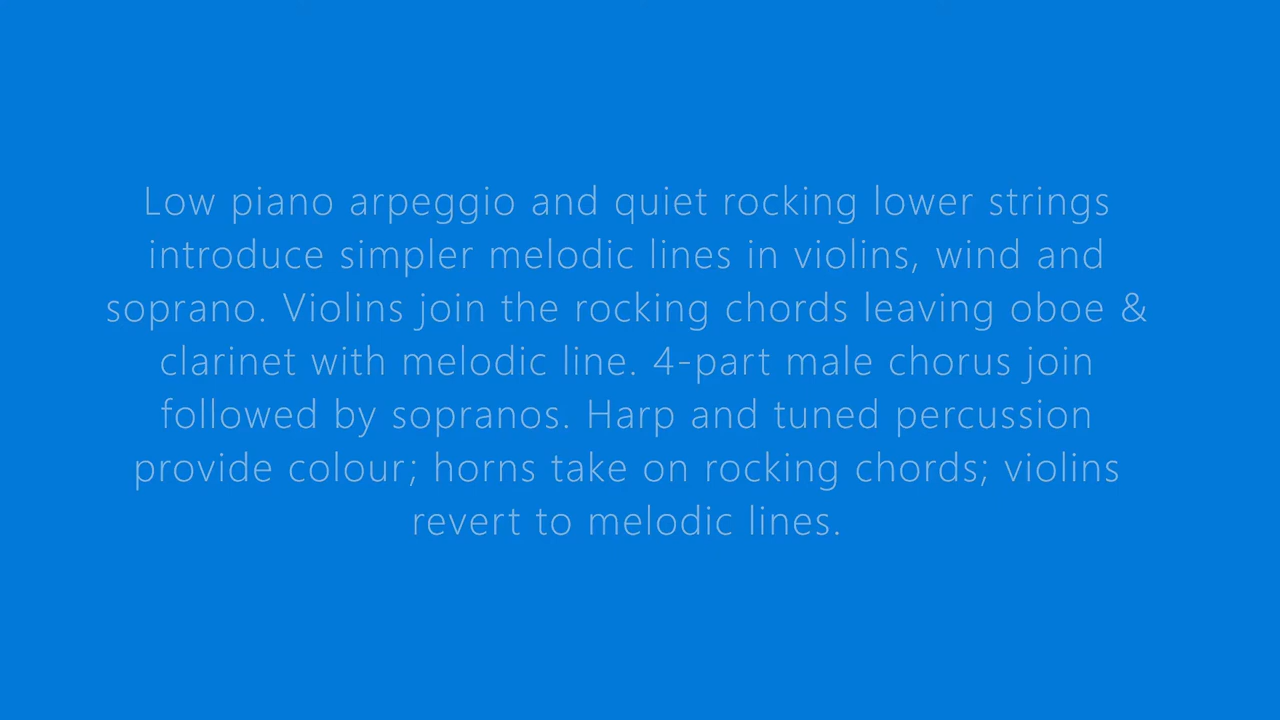 Low piano arpeggio and quiet rocking lower strings
introduce simpler melodic lines in violins, wind and
soprano. Violins join the rocking chords leaving oboe &
clarinet with melodic line. 4-part male chorus join
followed by sopranos. Harp and tuned percussion
provide colour; horns take on rocking chords; violins
revert to melodic lines.